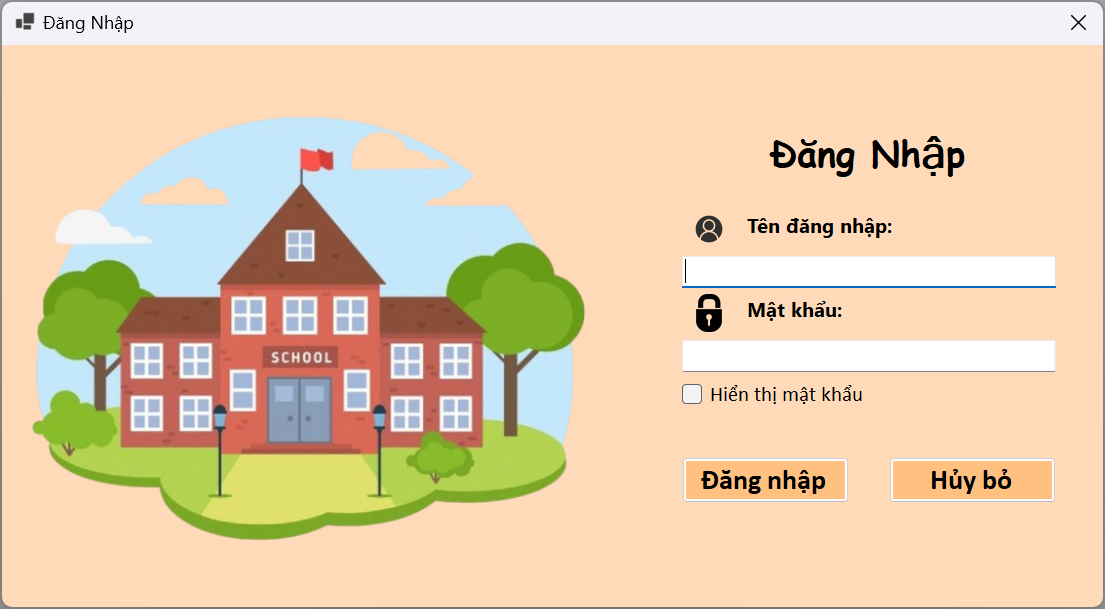 Đăng Nhập
SCHOOL
Đăng Nhập
Tên đăng nhập:
Mật khẩu:
Hiển thị mật khẩu
Đăng nhập
Hủy bỏ